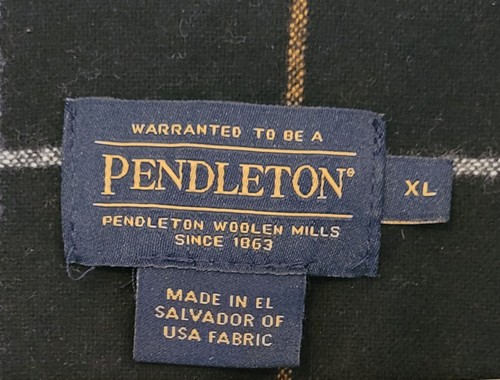 WARRANTED TO BE A
PENDLETON®
XL
PENDLETON WOOLEN MILLS
SINCE 1863
MADE IN EL
SALVADOR OF
USA FABRIC